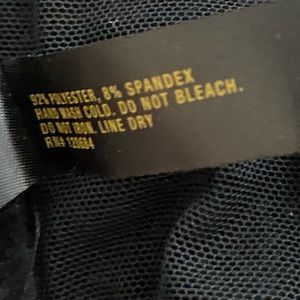 92% POLYESTER, 8% SPANDEX
HAND WASH COLD. DO NOT BLEACH.
DO NOT IRON. LINE DRY
RN# 120684